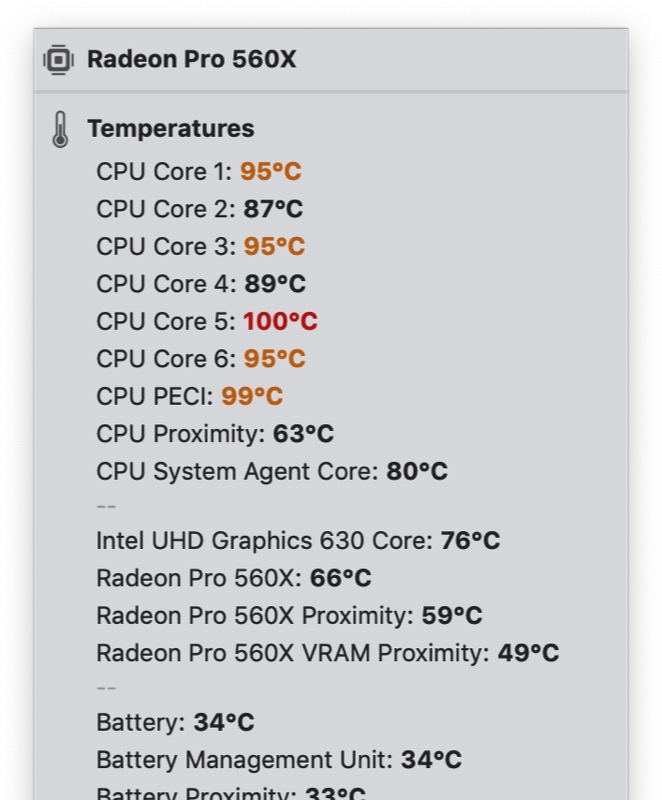 Radeon Pro 560X
Temperatures
CPU Core 1: 95°C
CPU Core 2: 87°C
CPU Core 3: 95°C
CPU Core 4: 89°C
CPU Core 5: 100°C
CPU Core 6: 95°C
CPU PECI: 99°C
CPU Proximity: 63°C
CPU System Agent Core: 80°C
--
Intel UHD Graphics 630 Core: 76°C
Radeon Pro 560X: 66°C
Radeon Pro 560X Proximity: 59°C
Radeon Pro 560X VRAM Proximity: 49°C
--
Battery: 34°C
Battery Management Unit: 34°C
Battery Proximity: 33°C